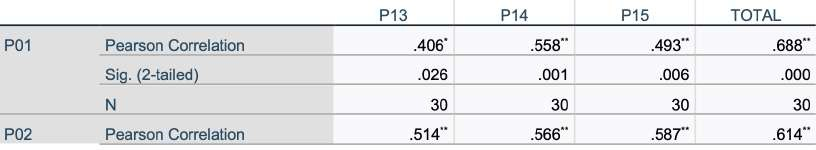 P13 P14 P15 TOTAL
P01 Pearson Correlation .406* .558** .493** .688**
Sig. (2-tailed) .026 .001 .006 .000
N 30 30 30 30
P02 Pearson Correlation .514** .566** .587** .614**